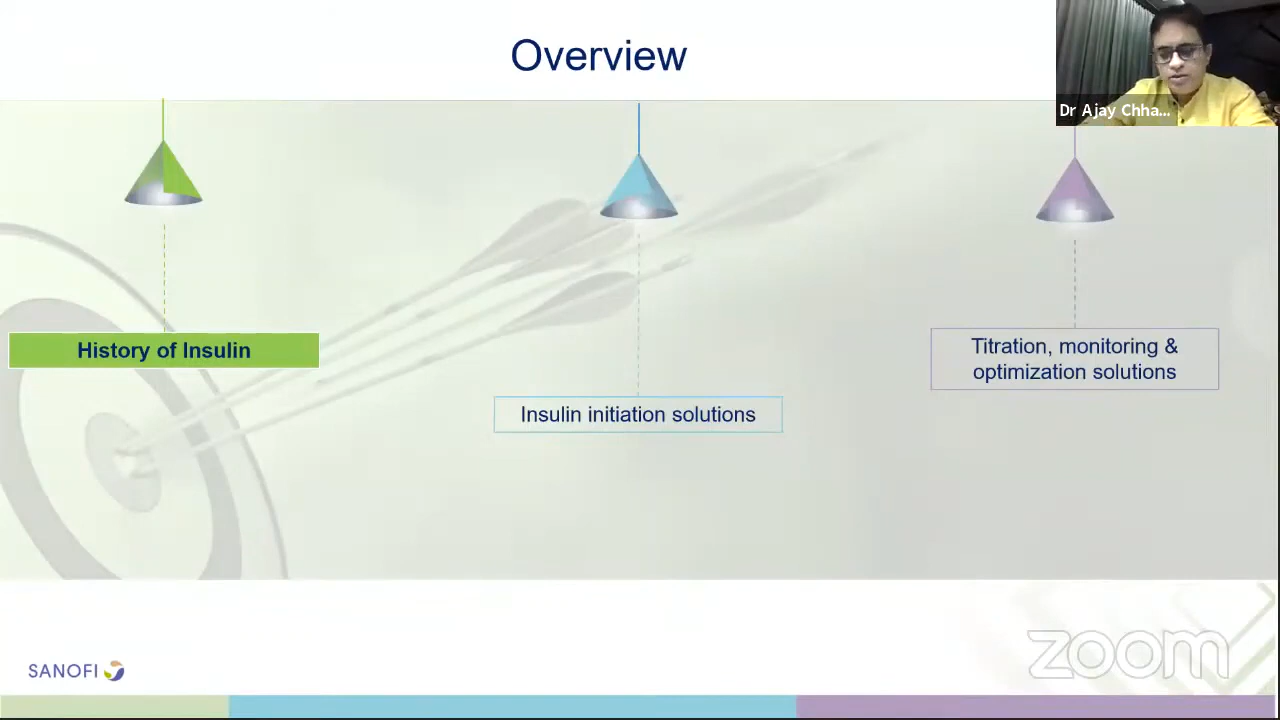 Overview
Dr Ajay Chha...
History of Insulin
Titration, monitoring &
optimization solutions
Insulin initiation solutions
SANOFI
zoom